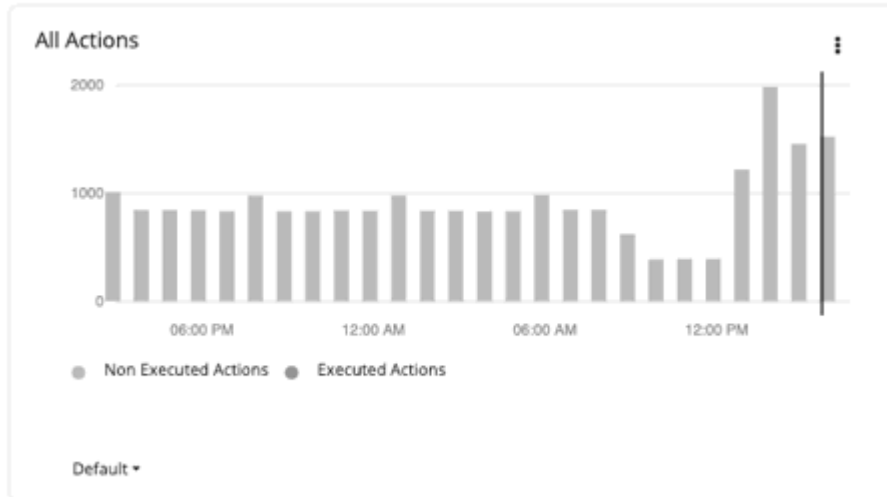 All Actions
2000
1000
0
06:00 PM 12:00 AM 06:00 AM 12:00 PM
Non Executed Actions Executed Actions
Default